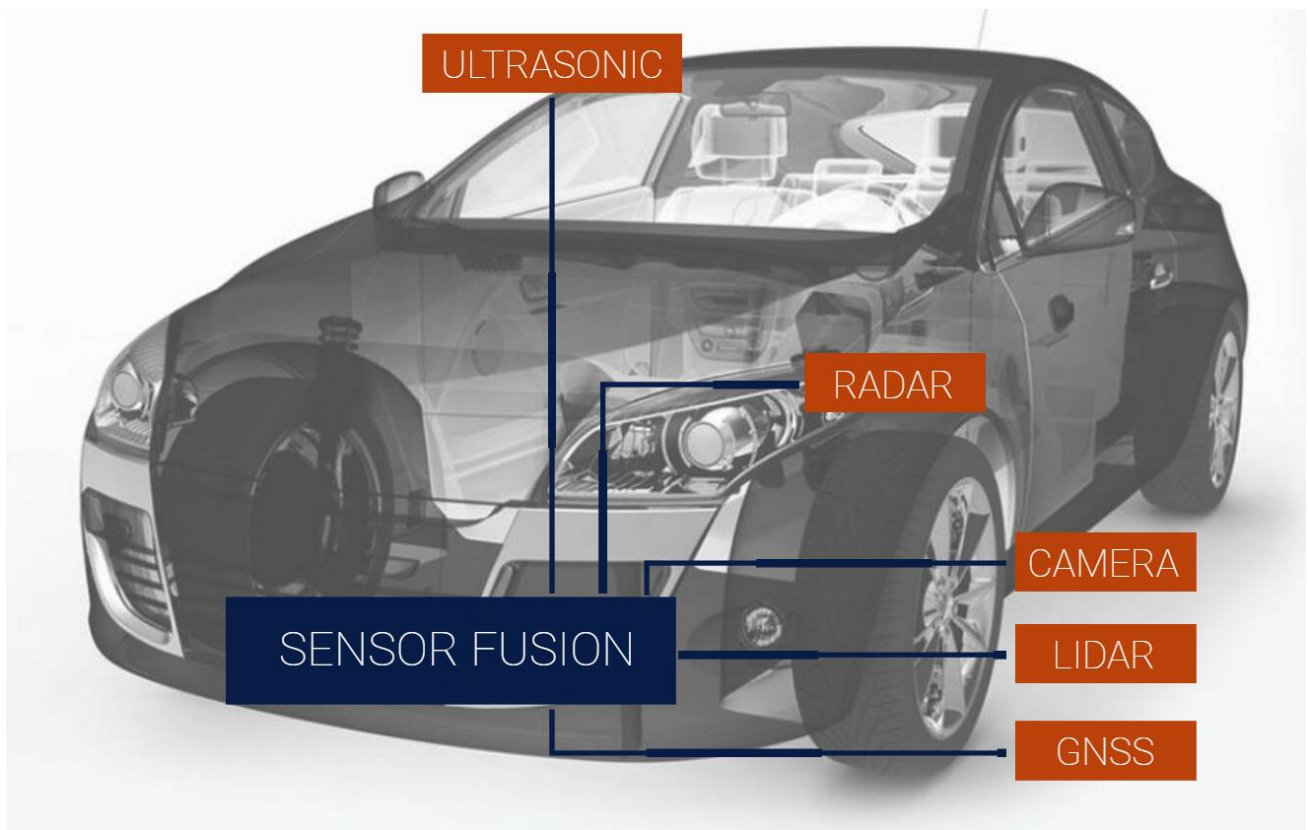 ULTRASONIC
RADAR
CAMERA
SENSOR FUSION
LIDAR
GNSS